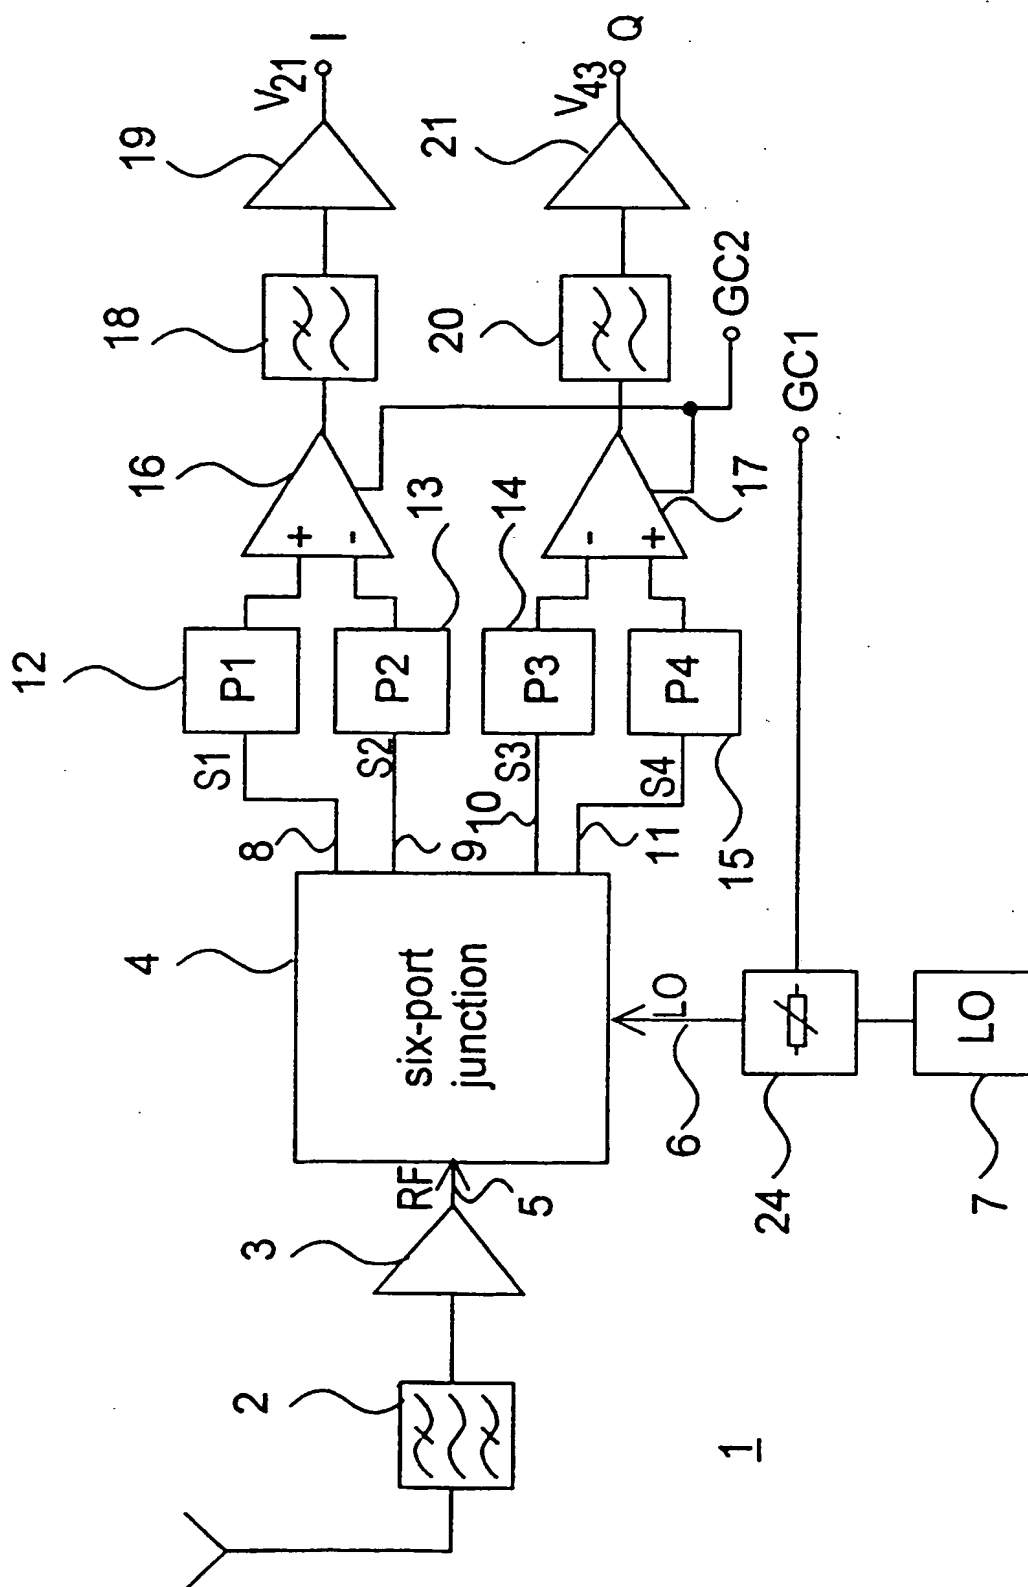 19
V21
I
18
16
12
P1
S1
8
+
-
13
P2
S2
9
4
six-port
junction
14
P3
S3
10
21
V43
Q
20
GC2
-
+
17
P4
S4
11
15
GC1
3
RF
5
2
LO
6
24
LO
7
1